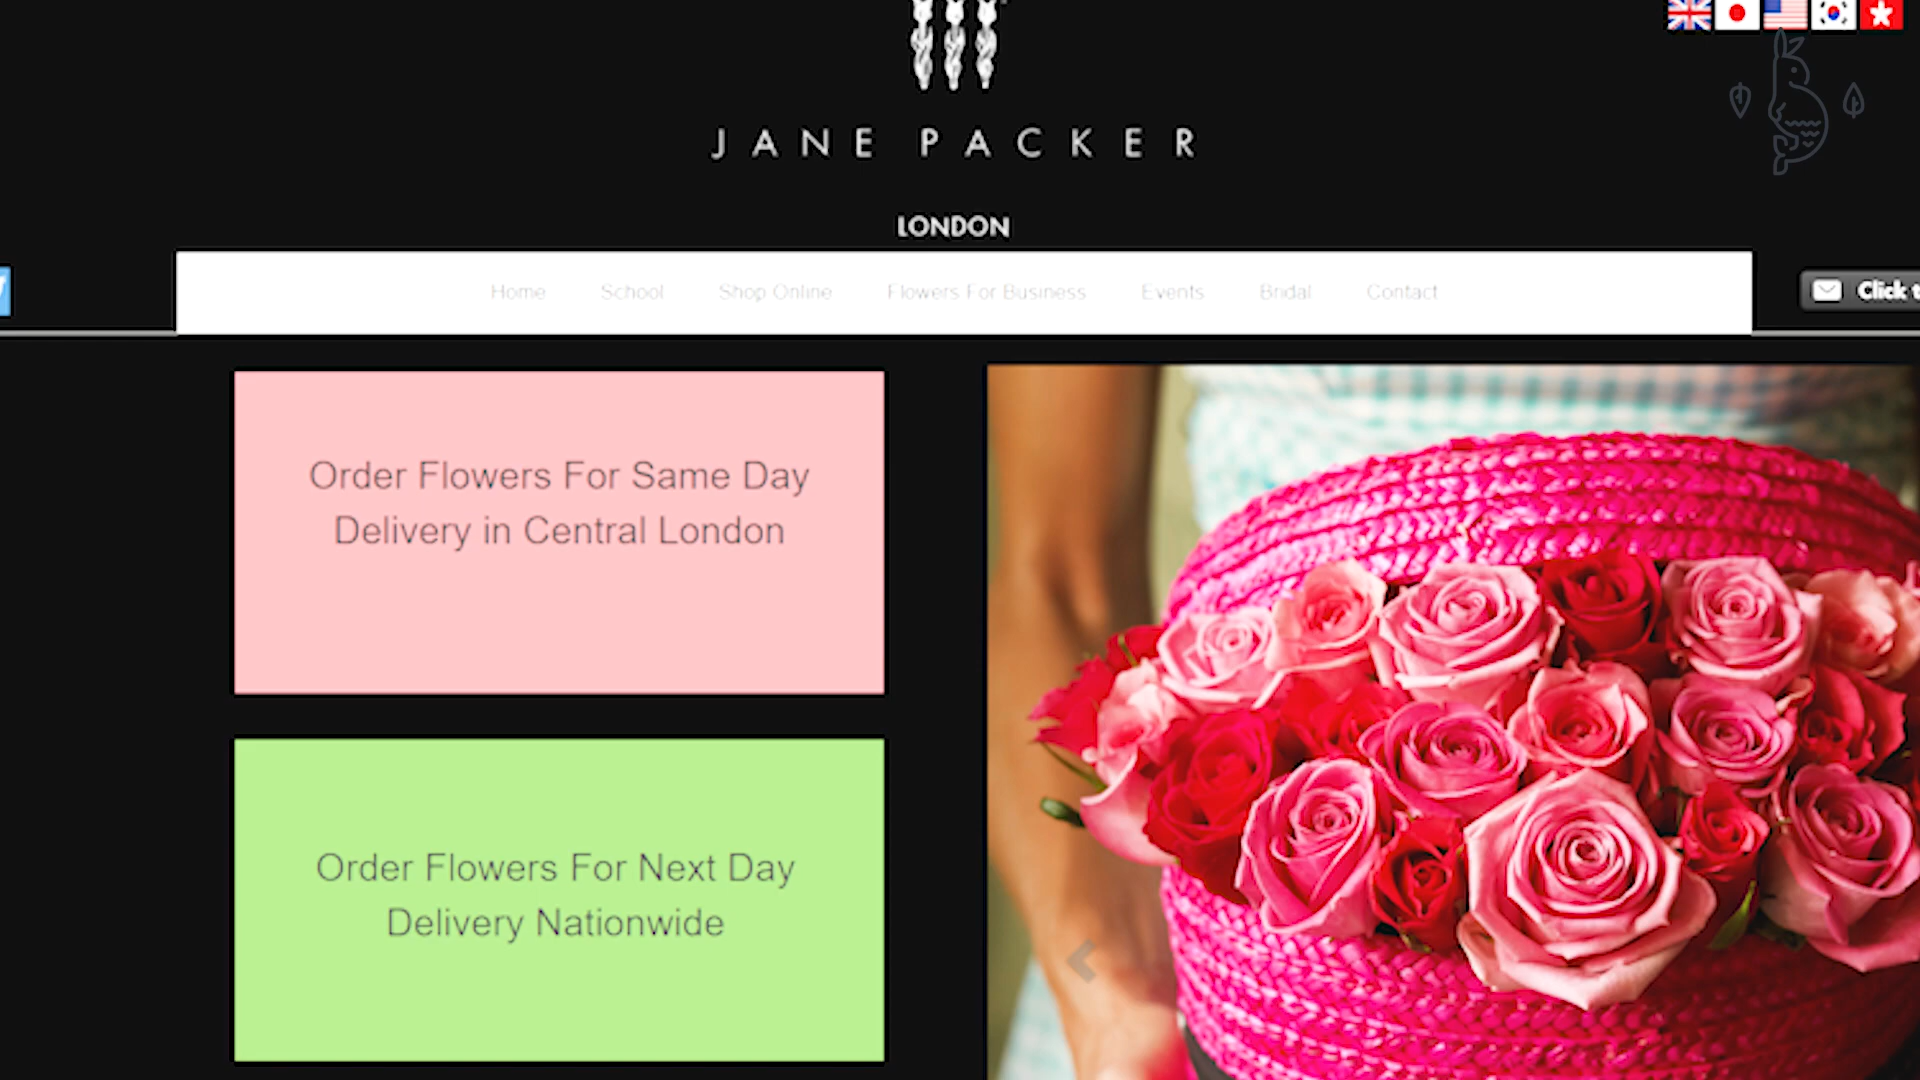 JANE PACKER
LONDON
Home School Shop Online Flowers For Business Events Bridal Contact
Click t
Order Flowers For Same Day
Delivery in Central London
Order Flowers For Next Day
Delivery Nationwide